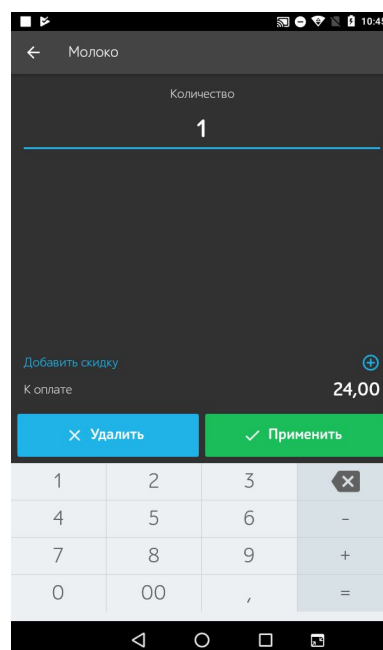 10:45
Молоко
Количество
1
Добавить скидку
К оплате 24,00
Удалить Применить
1 2 3
4 5 6 -
7 8 9 +
0 00 , =